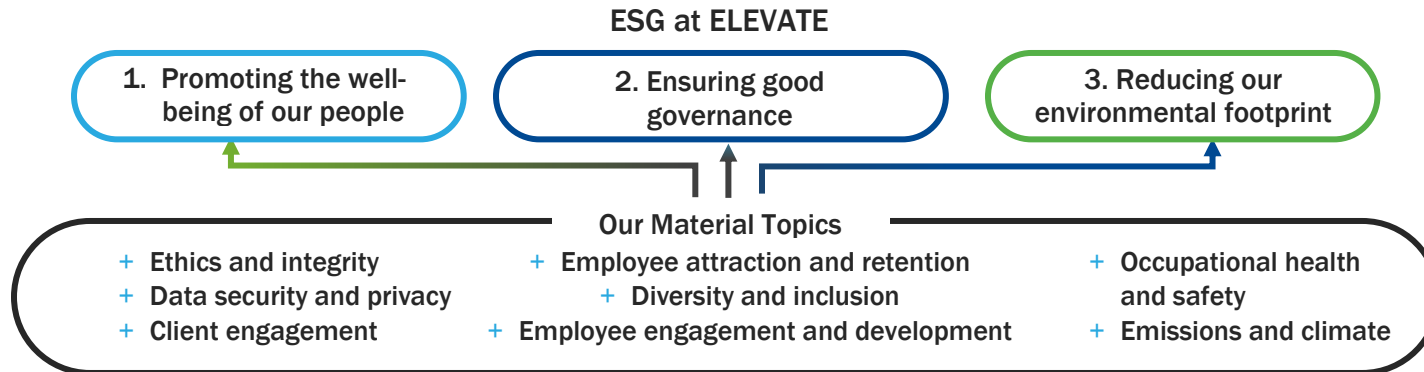 ESG at ELEVATE
1. Promoting the well-
being of our people
2. Ensuring good
governance
3. Reducing our
environmental footprint
Our Material Topics
+ Ethics and integrity
+ Data security and privacy
+ Client engagement
+ Employee attraction and retention
+ Diversity and inclusion
+ Employee engagement and development
+ Occupational health
and safety
+ Emissions and climate